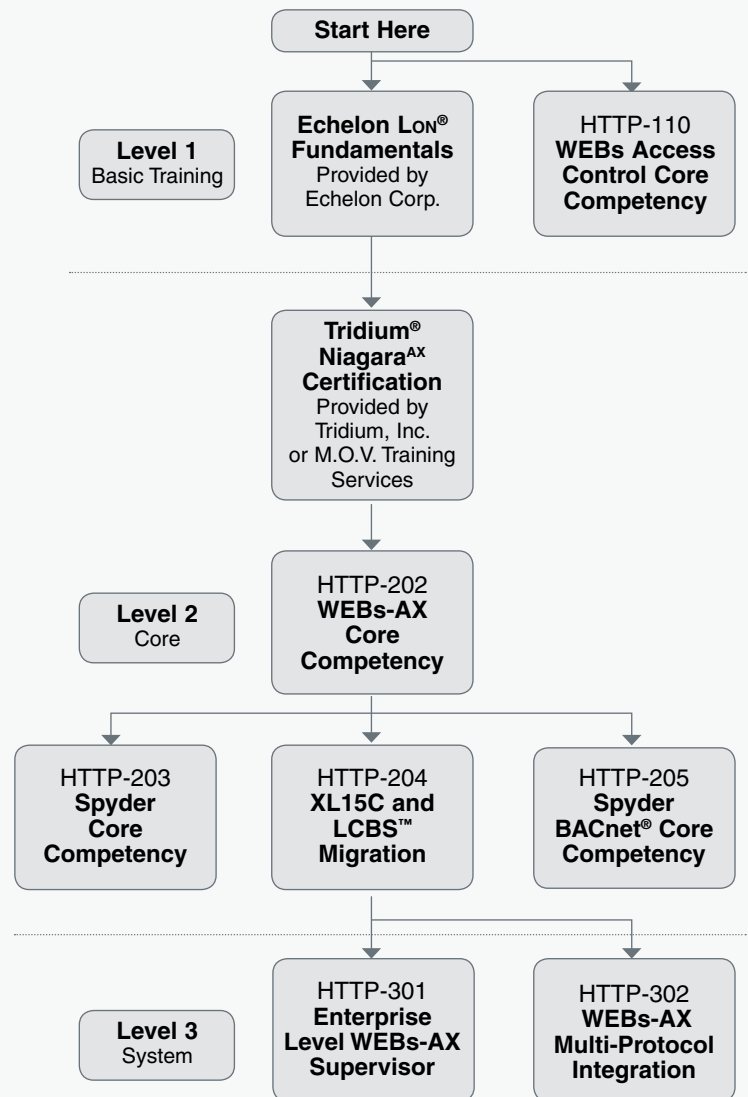 Start Here
Level 1
Basic Training
Echelon LON®
Fundamentals
Provided by
Echelon Corp.
HTTP-110
WEBs Access
Control Core
Competency
Tridium®
Niagaraᴬˣ
Certification
Provided by
Tridium, Inc.
or M.O.V. Training
Services
Level 2
Core
HTTP-202
WEBs-AX
Core
Competency
HTTP-203
Spyder
Core
Competency
HTTP-204
XL15C and
LCBS™
Migration
HTTP-205
Spyder
BACnet® Core
Competency
Level 3
System
HTTP-301
Enterprise
Level WEBs-AX
Supervisor
HTTP-302
WEBs-AX
Multi-Protocol
Integration